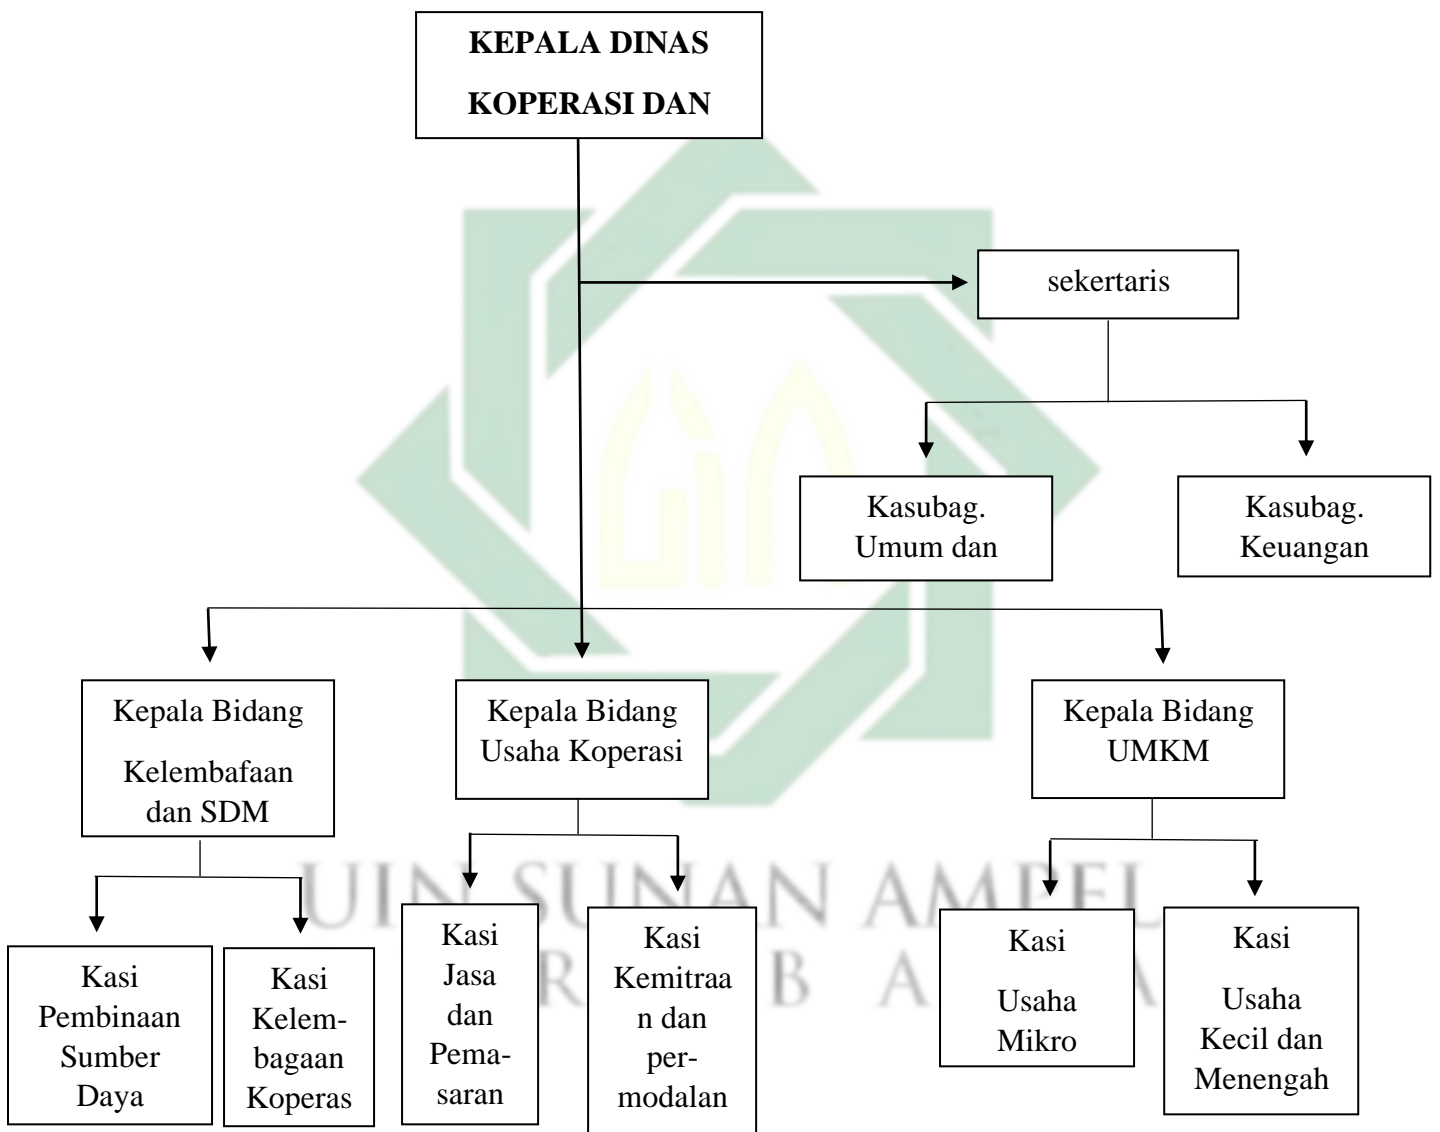 KEPALA DINAS
KOPERASI DAN
sekertaris
Kasubag.
Umum dan
Kasubag.
Keuangan
Kepala Bidang
Kelembafaan
dan SDM
Kepala Bidang
Usaha Koperasi
Kepala Bidang
UMKM
Kasi
Pembinaan
Sumber
Daya
Kasi
Kelem-
bagaan
Koperas
Kasi
Jasa
dan
Pema-
saran
Kasi
Kemitraa
n dan
per-
modalan
Kasi
Usaha
Mikro
Kasi
Usaha
Kecil dan
Menengah
UIN SUNAN AMPEL